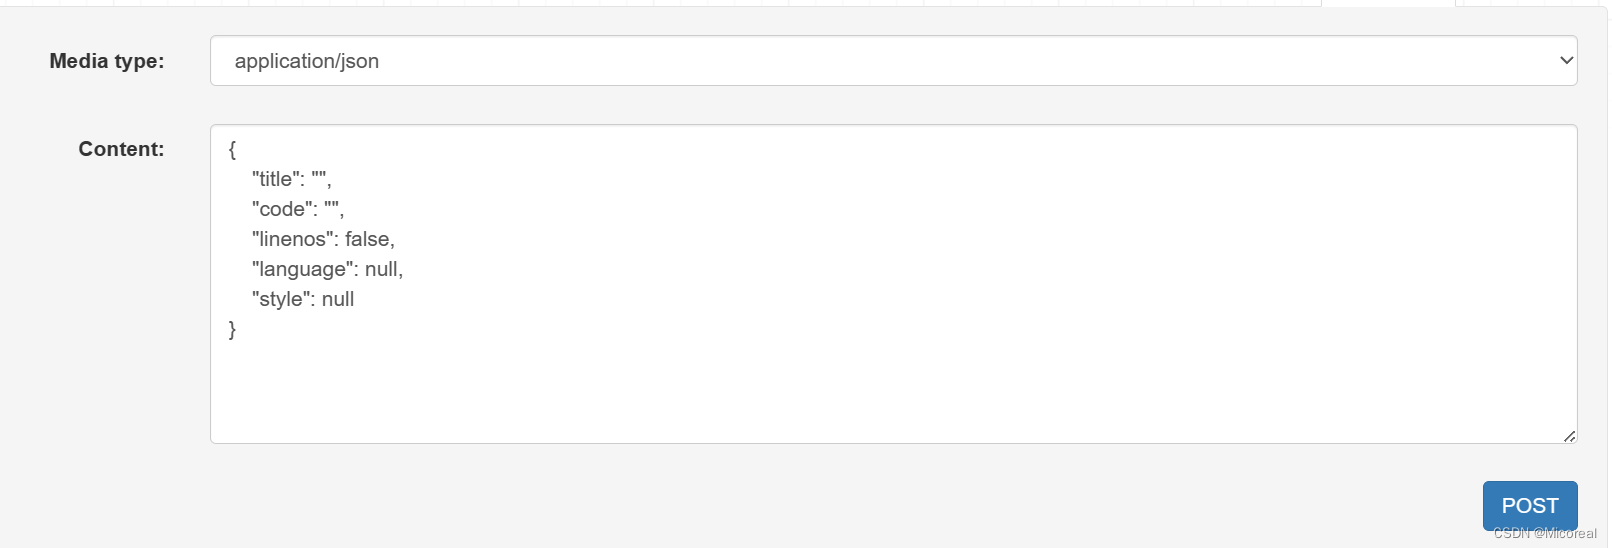 Media type:
application/json
Content:
{
"title": "",
"code": "",
"linenos": false,
"language": null,
"style": null
}
POST
CSDN @Micoreal